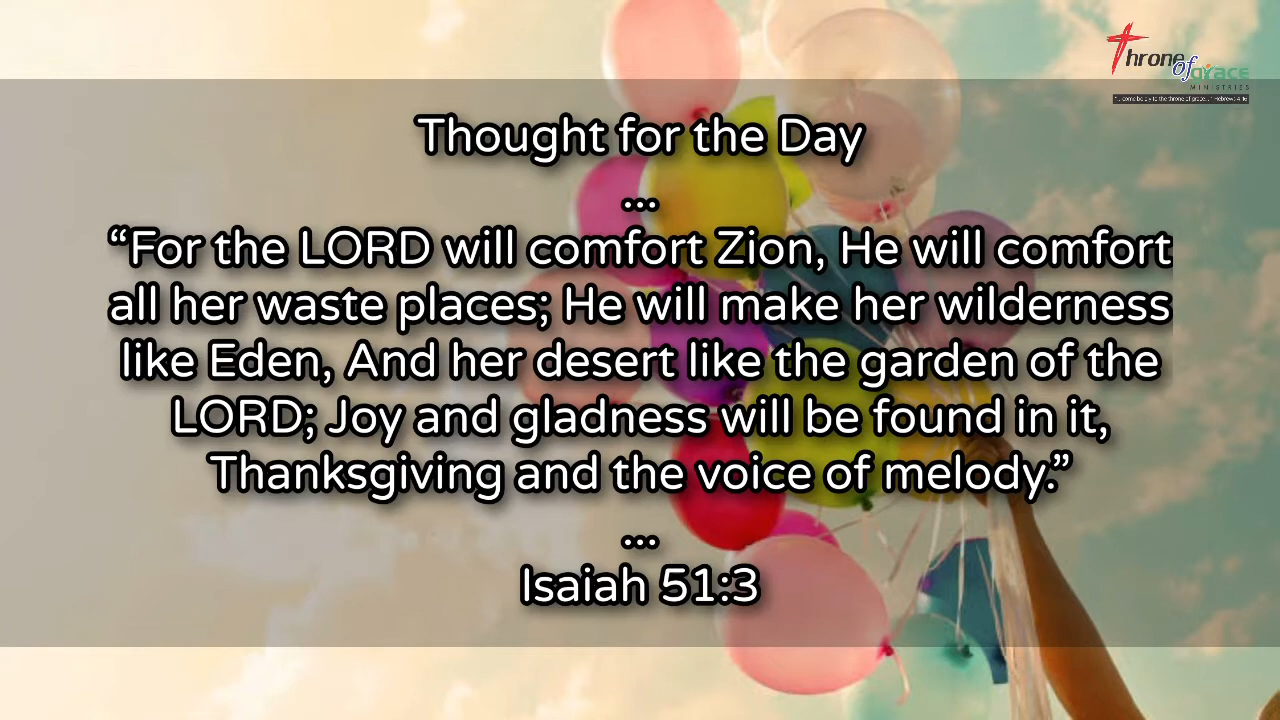 Throne
of grace
MINISTRIES
Thought for the Day
...
“For the LORD will comfort Zion, He will comfort
all her waste places; He will make her wilderness
like Eden, And her desert like the garden of the
LORD; Joy and gladness will be found in it,
Thanksgiving and the voice of melody.”
...
Isaiah 51:3